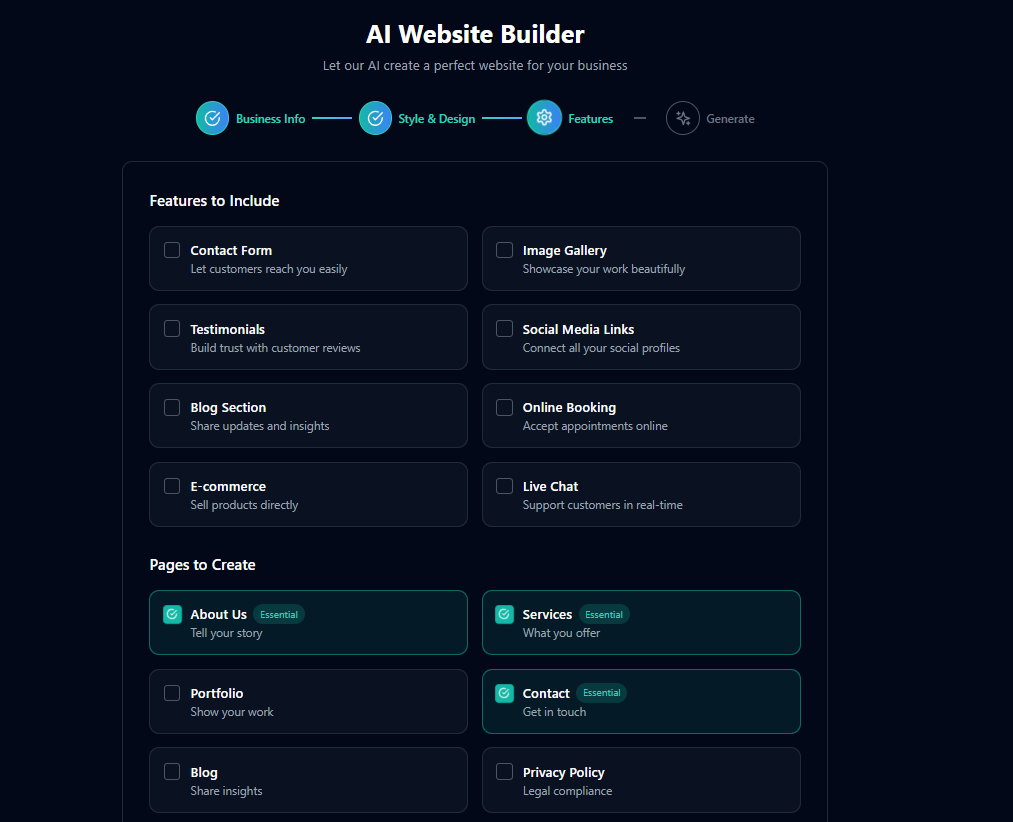 AI Website Builder
Let our AI create a perfect website for your business
Business Info
Style & Design
Features
Generate
Features to Include
Contact Form
Let customers reach you easily
Image Gallery
Showcase your work beautifully
Testimonials
Build trust with customer reviews
Social Media Links
Connect all your social profiles
Blog Section
Share updates and insights
Online Booking
Accept appointments online
E-commerce
Sell products directly
Live Chat
Support customers in real-time
Pages to Create
About Us Essential
Tell your story
Services Essential
What you offer
Portfolio
Show your work
Contact Essential
Get in touch
Blog
Share insights
Privacy Policy
Legal compliance